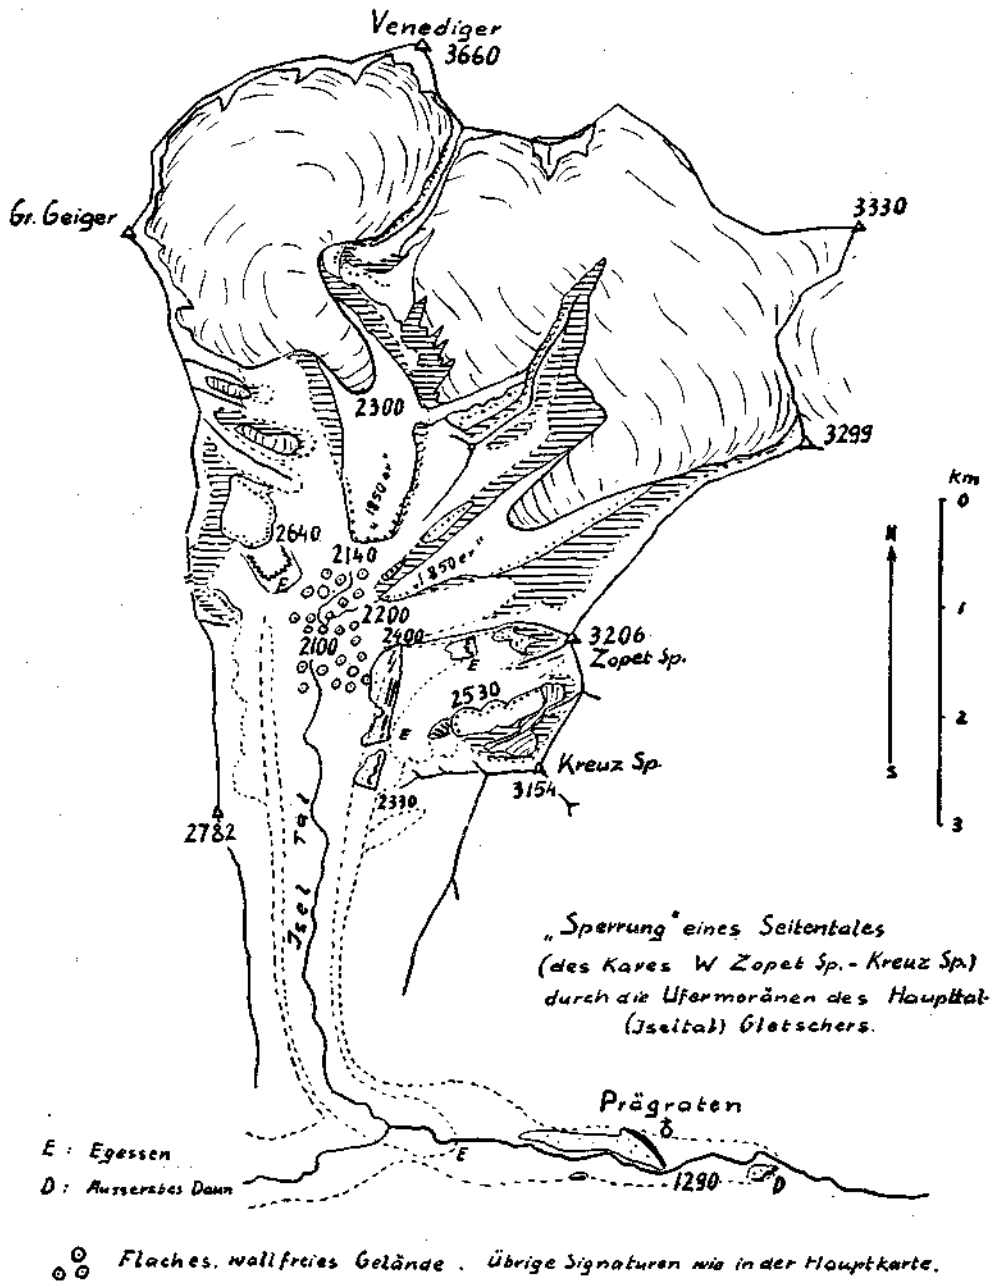 Venediger
3660
Gr. Geiger
3330
2300
3299
km
0
"1850er"
2640
N
2140
E
"1850er"
1
2200
2400
2100
3206
Zopet Sp.
E
2530
2
E
Kreuz Sp.
S
3154
2330
2782
3
Isel Tal
„Sperrung“ eines Seitentales
(des Kares W Zopet Sp. - Kreuz Sp.)
durch die Ufermoränen des Haupttal-
(Iseltal) Gletschers.
Prägraten
E : Egessen
E
D : Äusserstes Daun
1290
D
Flaches, wallfreies Gelände. Übrige Signaturen wie in der Hauptkarte.